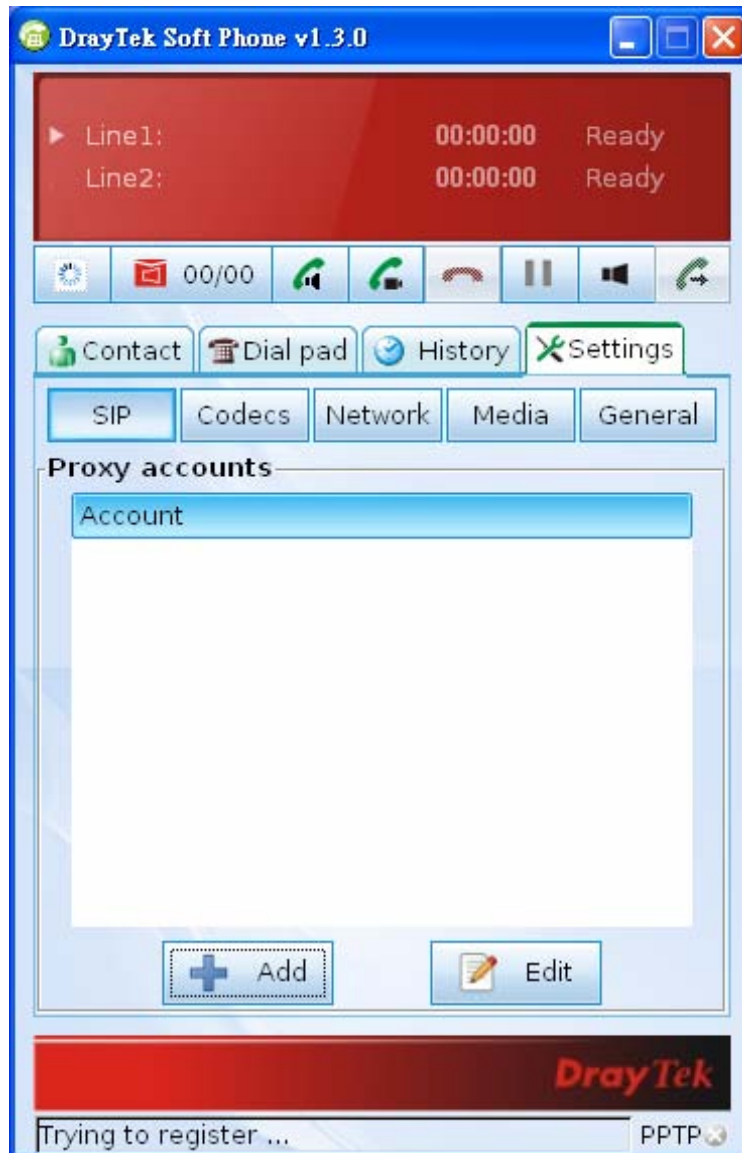 DrayTek Soft Phone v1.3.0
Line1: 00:00:00 Ready
Line2: 00:00:00 Ready
00/00
Contact Dial pad History Settings
SIP Codecs Network Media General
Proxy accounts
Account
Add Edit
DrayTek
Trying to register ... PPTP